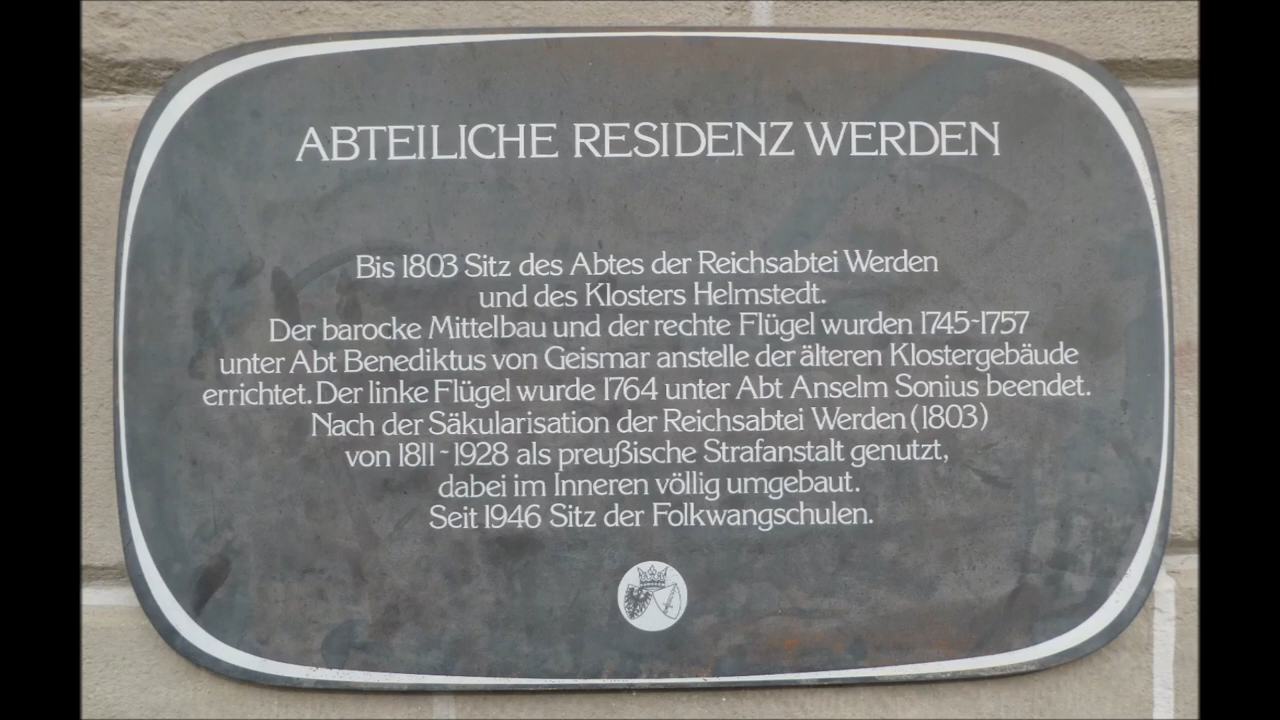 ABTEILICHE RESIDENZ WERDEN
Bis 1803 Sitz des Abtes der Reichsabtei Werden
und des Klosters Helmstedt.
Der barocke Mittelbau und der rechte Flügel wurden 1745-1757
unter Abt Benediktus von Geismar anstelle der älteren Klostergebäude
errichtet. Der linke Flügel wurde 1764 unter Abt Anselm Sonius beendet.
Nach der Säkularisation der Reichsabtei Werden (1803)
von 1811-1928 als preußische Strafanstalt genutzt,
dabei im Inneren völlig umgebaut.
Seit 1946 Sitz der Folkwangschulen.